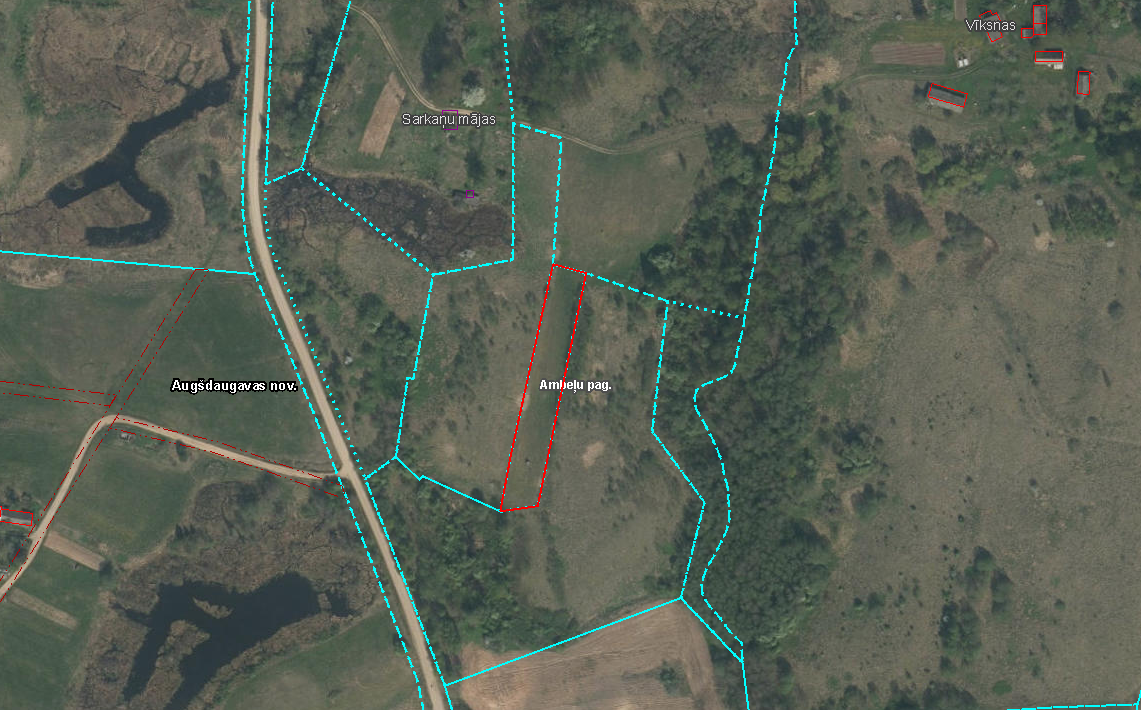 Vīksnas
Sarkaņu mājas
Augšdaugavas nov.
Ambeļu pag.